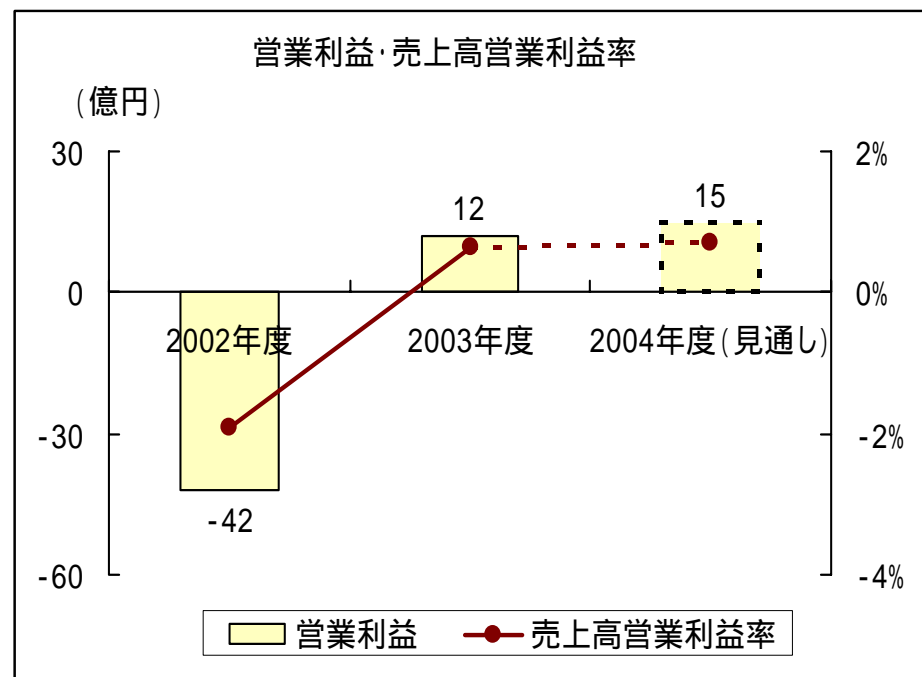 営業利益･売上高営業利益率
(億円)
30
2%
15
12
0
0%
2002年度
2003年度
2004年度(見通し)
-30
-2%
-42
-60
-4%
営業利益
売上高営業利益率